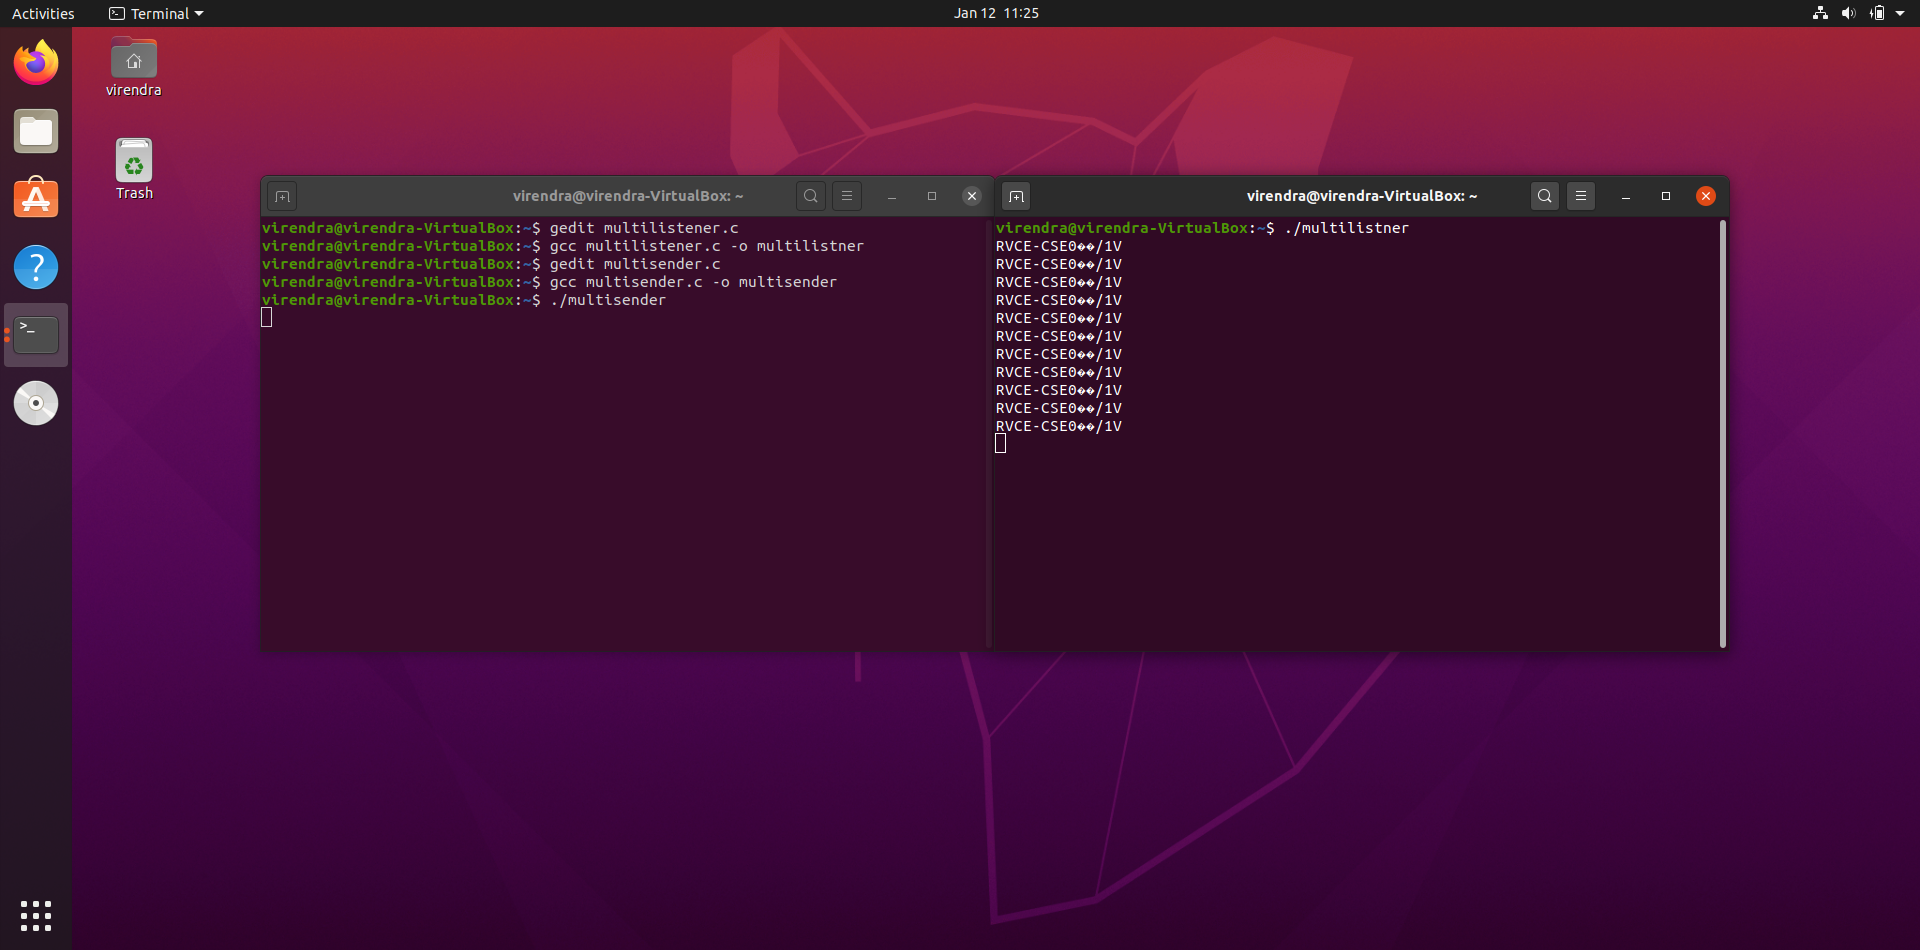 Activities
Terminal
Jan 12 11:25
virendra
Trash
virendra@virendra-VirtualBox: ~
virendra@virendra-VirtualBox:~$ gedit multilistener.c
virendra@virendra-VirtualBox:~$ gcc multilistener.c -o multilistner
virendra@virendra-VirtualBox:~$ gedit multisender.c
virendra@virendra-VirtualBox:~$ gcc multisender.c -o multisender
virendra@virendra-VirtualBox:~$ ./multisender
virendra@virendra-VirtualBox: ~
virendra@virendra-VirtualBox:~$ ./multilistner
RVCE-CSE0��/1V
RVCE-CSE0��/1V
RVCE-CSE0��/1V
RVCE-CSE0��/1V
RVCE-CSE0��/1V
RVCE-CSE0��/1V
RVCE-CSE0��/1V
RVCE-CSE0��/1V
RVCE-CSE0��/1V
RVCE-CSE0��/1V
RVCE-CSE0��/1V